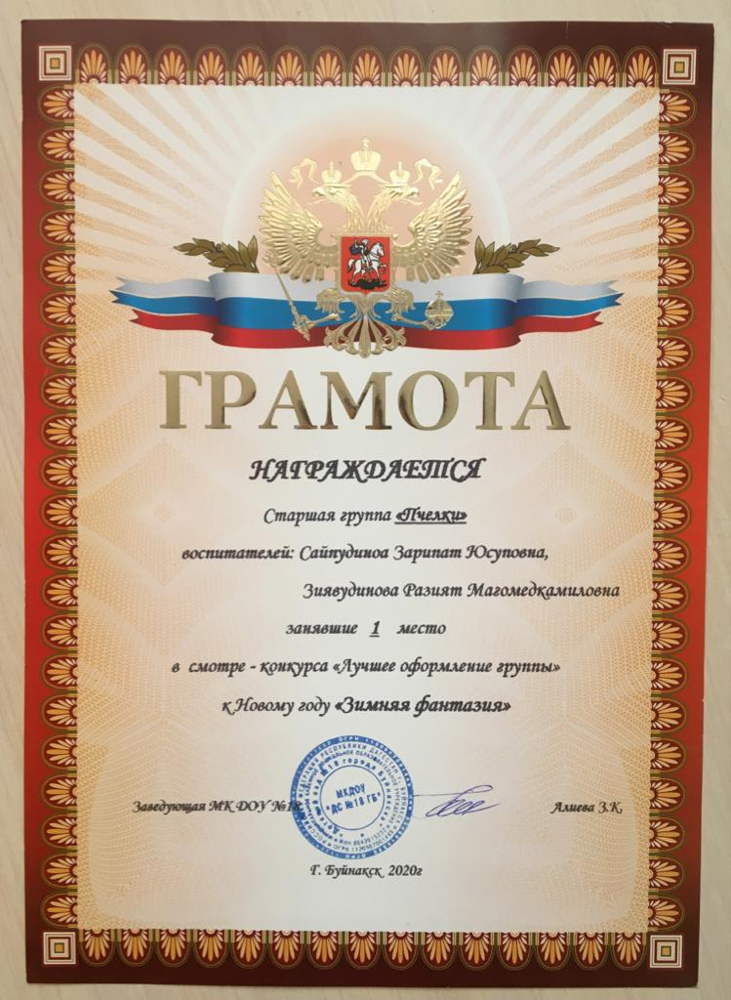 ГРАМОТА
НАГРАЖДАЕТСЯ
Старшая группа «Пчелки»
воспитателей: Сайпудиноа Зарипат Юсуповна,
Зиявудинова Разият Магомедкамиловна
занявшие 1 место
в смотре - конкурса «Лучшее оформление группы»
к Новому году «Зимняя фантазия»
Заведующая МК ДОУ №18
МКДОУ
"ДС №18 ГБ"
Алиева З.К.
Г. Буйнакск 2020г